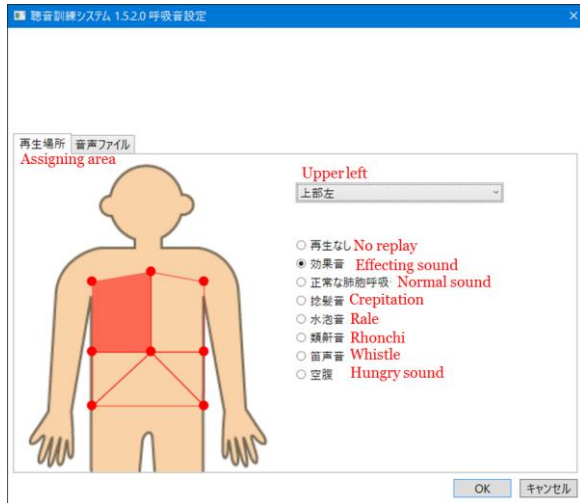 聴音訓練システム 1.5.2.0 呼吸音設定
再生場所 音声ファイル
Assigning area
Upper left
上部左
再生なし No replay
効果音 Effecting sound
正常な肺胞呼吸 Normal sound
捻髪音 Crepitation
水泡音 Rale
類鼾音 Rhonchi
笛声音 Whistle
空腹 Hungry sound
OK キャンセル